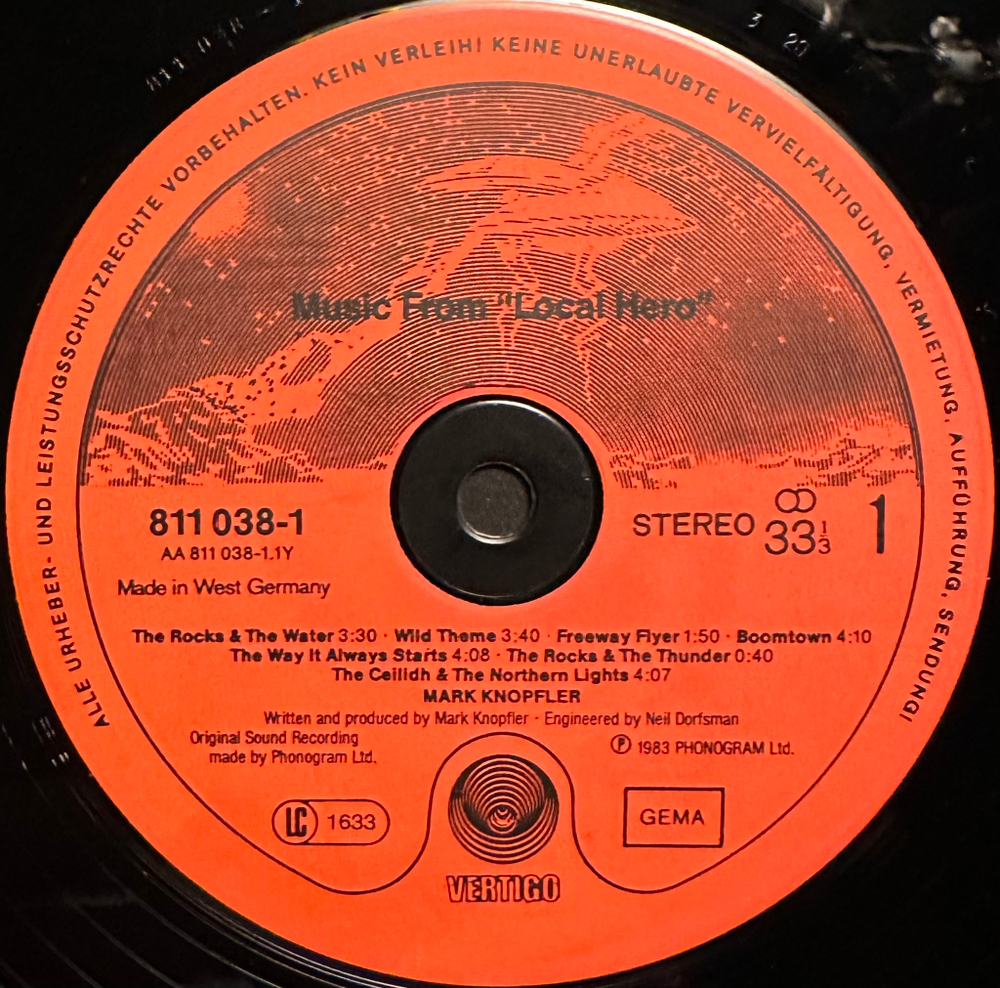 ALLE URHEBER- UND LEISTUNGSSCHUTZRECHTE VORBEHALTEN. KEIN VERLEIH! KEINE UNERLAUBTE VERVIELFÄLTIGUNG, VERMIETUNG, AUFFÜHRUNG, SENDUNG!
Music From "Local Hero"
811 038-1
AA 811 038-1.1Y
Made in West Germany
STEREO 33 1/3
1
The Rocks & The Water 3:30 · Wild Theme 3:40 · Freeway Flyer 1:50 · Boomtown 4:10
The Way It Always Starts 4:08 · The Rocks & The Thunder 0:40
The Ceilidh & The Northern Lights 4:07
MARK KNOPFLER
Written and produced by Mark Knopfler · Engineered by Neil Dorfsman
Original Sound Recording
made by Phonogram Ltd.
Ⓟ 1983 PHONOGRAM Ltd.
LC 1633
GEMA
VERTIGO